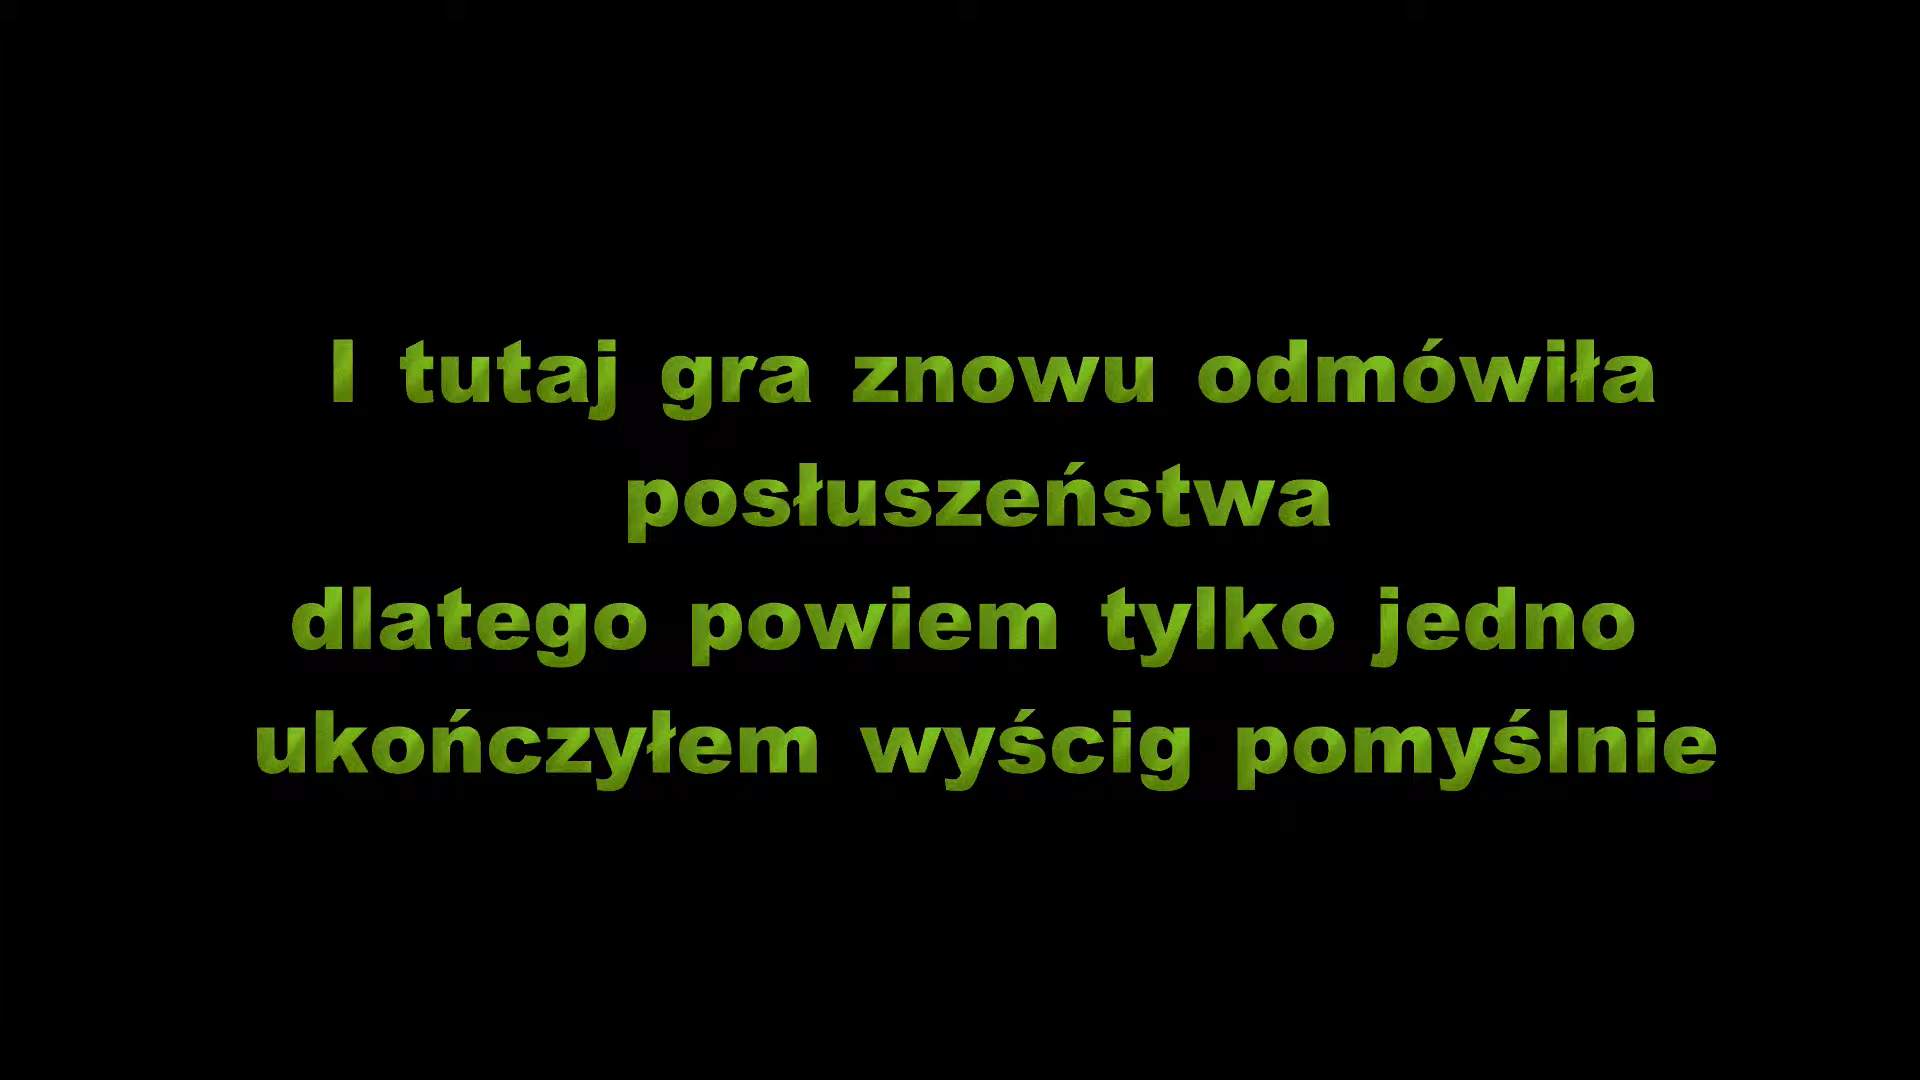 I tutaj gra znowu odmówiła
posłuszeństwa
dlatego powiem tylko jedno
ukończyłem wyścig pomyślnie